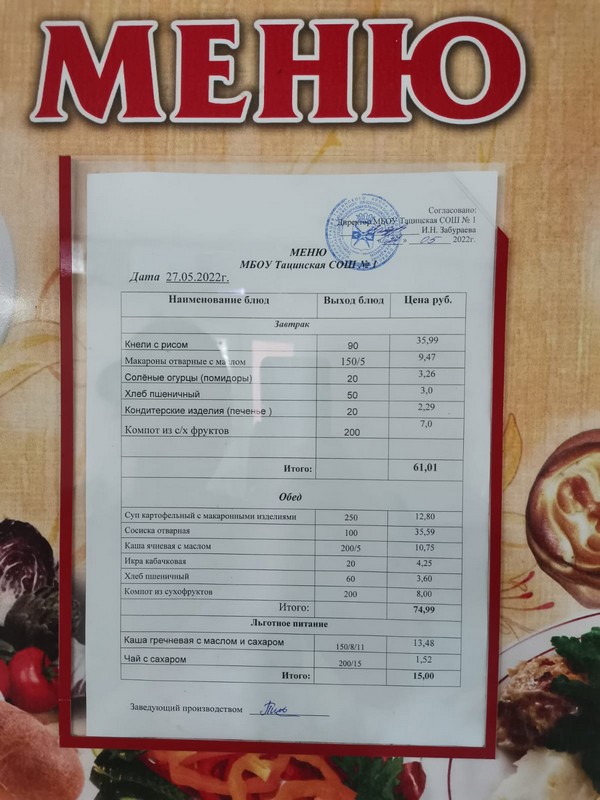 МЕНЮ
Согласовано:
Директор МБОУ Тацинская СОШ № 1
И.Н. Забураева
05 2022г.
МЕНЮ
МБОУ Тацинская СОШ № 1
Дата 27.05.2022г.
Наименование блюд Выход блюд Цена руб.
Завтрак
Кнели с рисом 90 35,99
Макароны отварные с маслом 150/5 9,47
Солёные огурцы (помидоры) 20 3,26
Хлеб пшеничный 50 3,0
Кондитерские изделия (печенье ) 20 2,29
Компот из с/х фруктов 200 7,0
Итого: 61,01
Обед
Суп картофельный с макаронными изделиями 250 12,80
Сосиска отварная 100 35,59
Каша ячневая с маслом 200/5 10,75
Икра кабачковая 20 4,25
Хлеб пшеничный 60 3,60
Компот из сухофруктов 200 8,00
Итого: 74,99
Льготное питание
Каша гречневая с маслом и сахаром 150/8/11 13,48
Чай с сахаром 200/15 1,52
Итого: 15,00
Заведующий производством